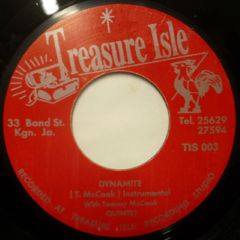 Treasure Isle
33 Bond St.
Kgn. Ja.
Tel. 25629
27594
TIS 003
DYNAMITE
( T. McCook ) Instrumental
With Tommy McCook
QUINTET
RECORDED AT TREASURE ISLE RECORDING STUDIO